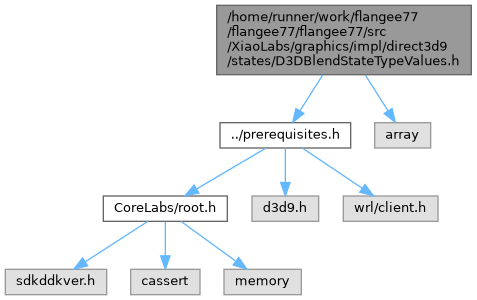 /home/runner/work/flangee77
/flangee77/flangee77/src
/XiaoLabs/graphics/impl/direct3d9
/states/D3DBlendStateTypeValues.h
../prerequisites.h
array
CoreLabs/root.h
d3d9.h
wrl/client.h
sdkddkver.h
cassert
memory